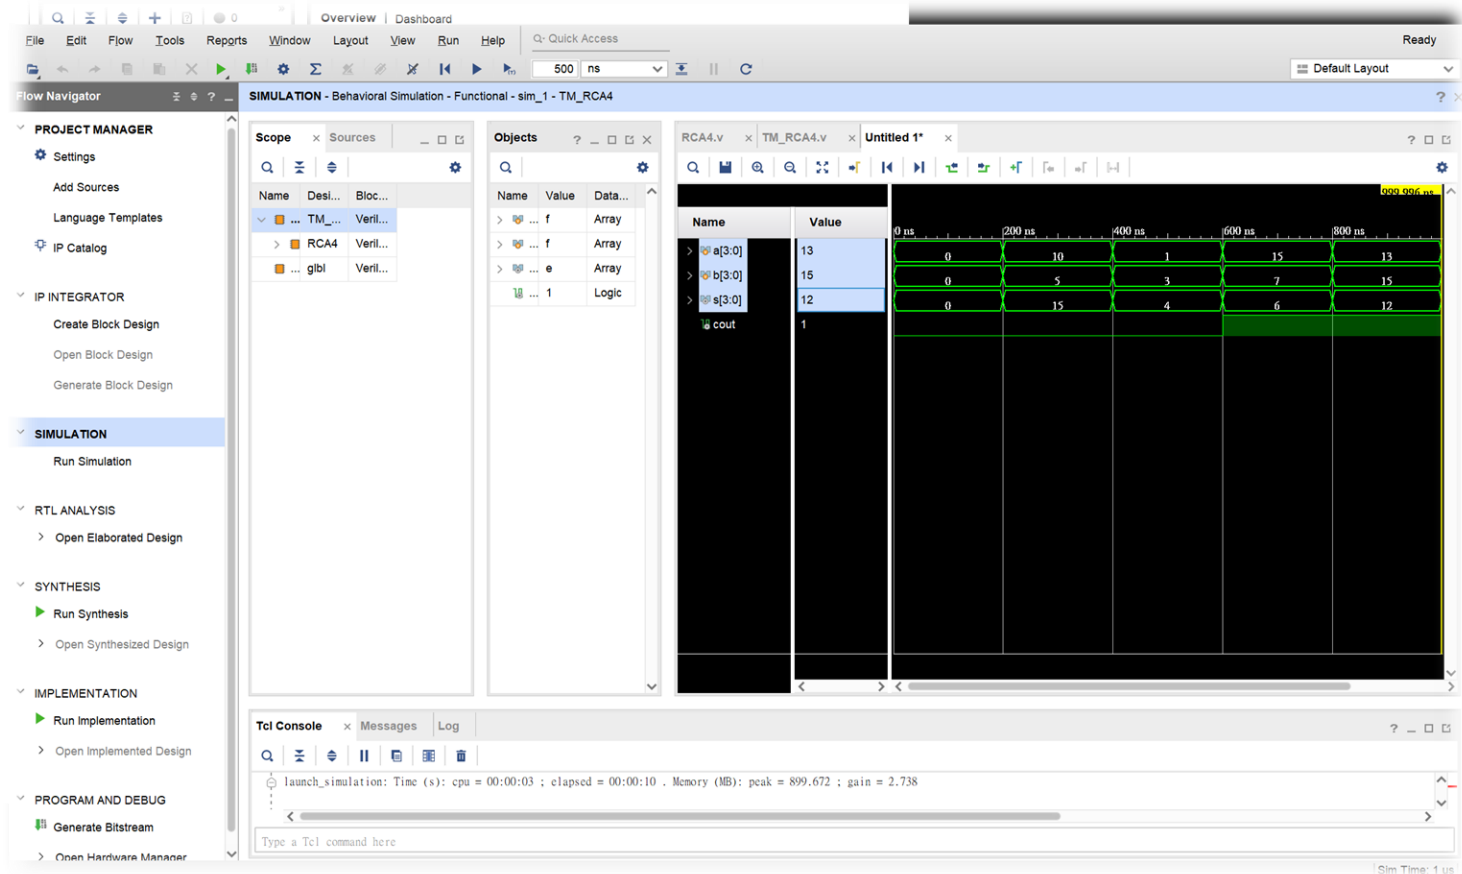 0
Overview | Dashboard
File Edit Flow Tools Reports Window Layout View Run Help Quick Access Ready
500 ns Default Layout
Flow Navigator ? _
SIMULATION - Behavioral Simulation - Functional - sim_1 - TM_RCA4 ? ×
PROJECT MANAGER
Settings
Add Sources
Language Templates
IP Catalog
IP INTEGRATOR
Create Block Design
Open Block Design
Generate Block Design
SIMULATION
Run Simulation
RTL ANALYSIS
Open Elaborated Design
SYNTHESIS
Run Synthesis
Open Synthesized Design
IMPLEMENTATION
Run Implementation
Open Implemented Design
PROGRAM AND DEBUG
Generate Bitstream
Open Hardware Manager
Scope × Sources
Name Desi... Bloc...
... TM_... Veril...
RCA4 Veril...
... glbl Veril...
Objects ?
Name Value Data...
... f Array
... f Array
... e Array
... 1 Logic
RCA4.v × TM_RCA4.v × Untitled 1* × ?
999.996 ns
Name Value
0 ns 200 ns 400 ns 600 ns 800 ns
a[3:0] 13 0 10 1 15 13
b[3:0] 15 0 5 3 7 15
s[3:0] 12 0 15 4 6 12
cout 1
Tcl Console × Messages Log ?
launch_simulation: Time (s): cpu = 00:00:03 ; elapsed = 00:00:10 . Memory (MB): peak = 899.672 ; gain = 2.738
Type a Tcl command here
Sim Time: 1 us